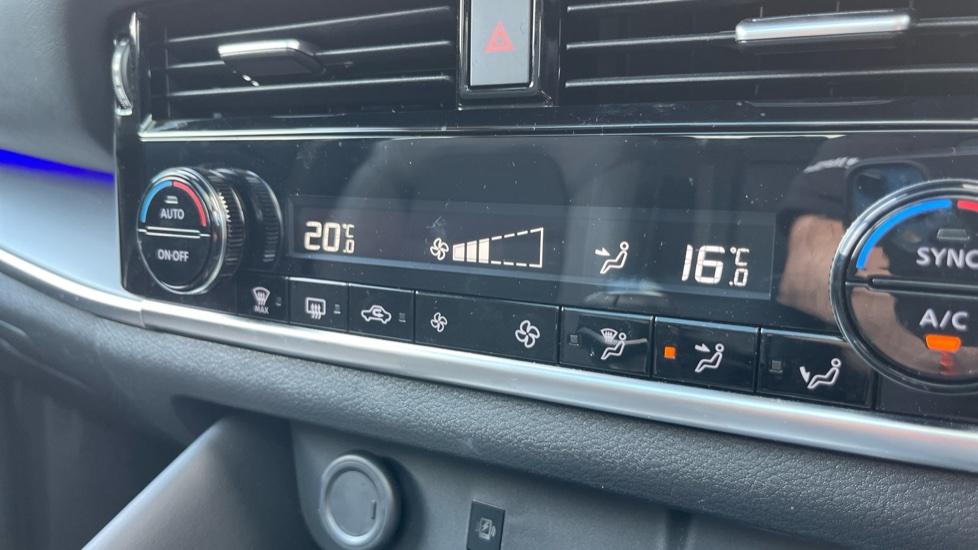 AUTO
ON·OFF
20.0°C
16.0°C
SYNC
A/C
MAX